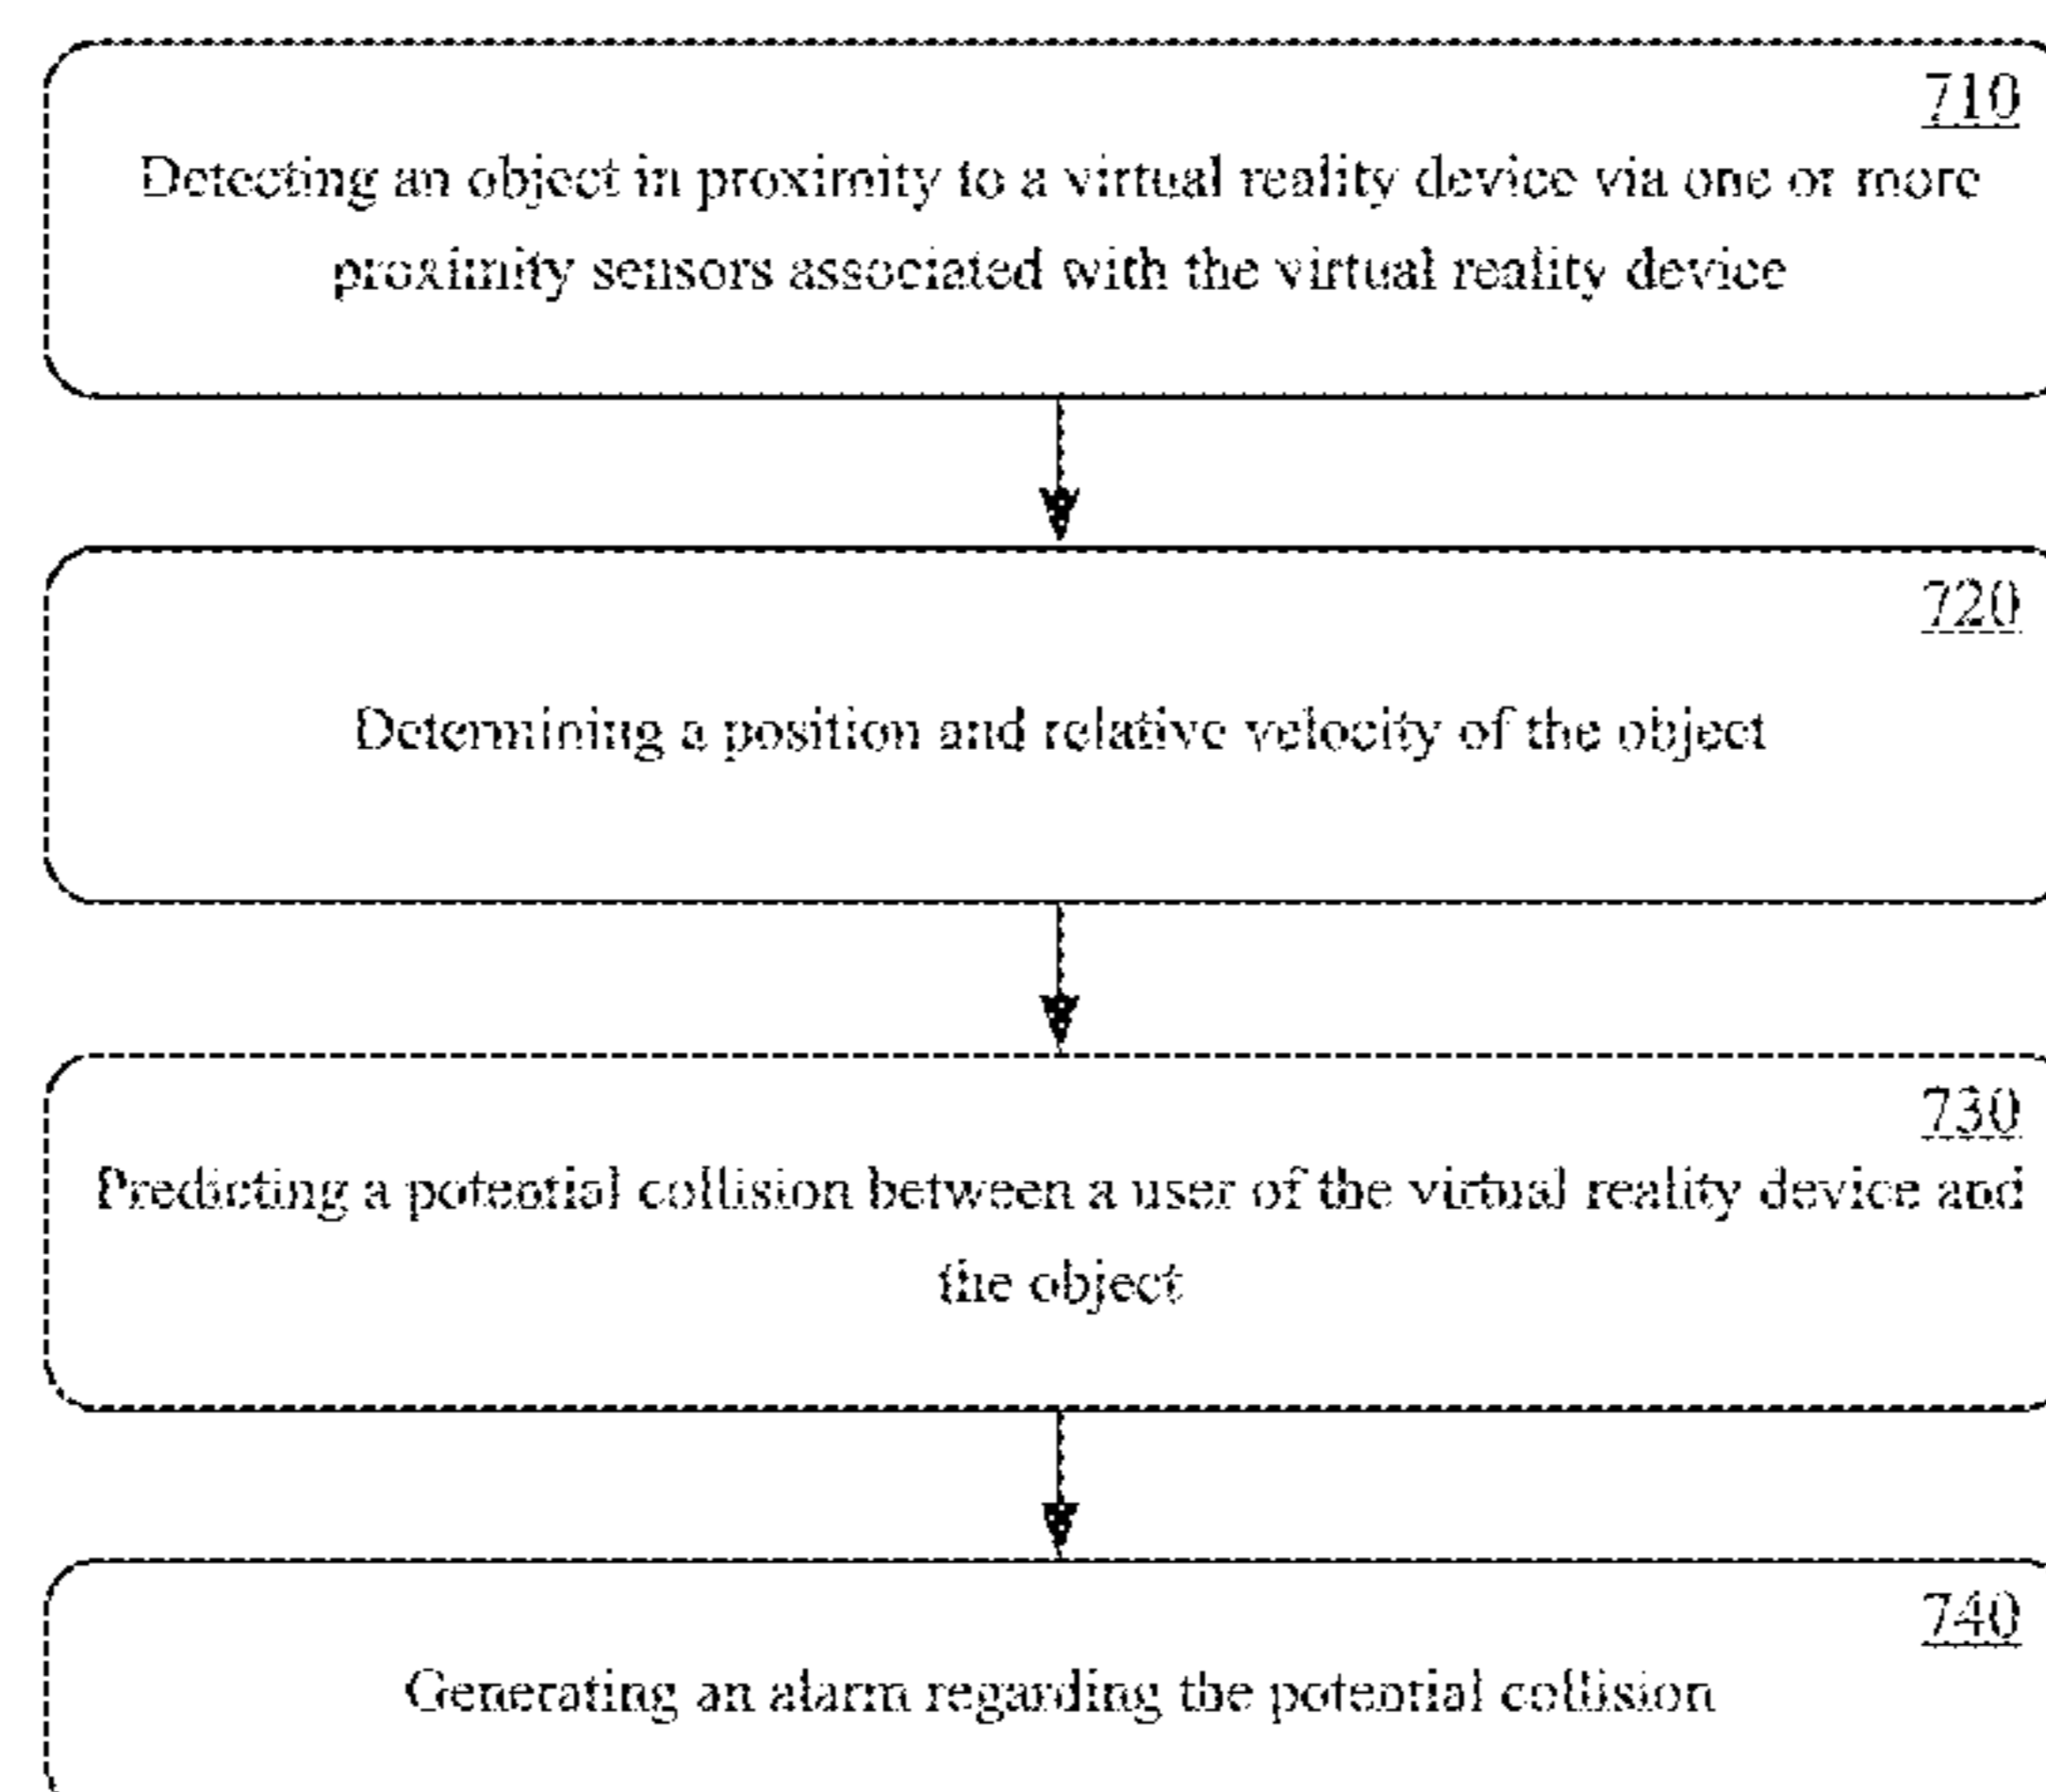 710
Detecting an object in proximity to a virtual reality device via one or more
proximity sensors associated with the virtual reality device
720
Determining a position and relative velocity of the object
730
Predicting a potential collision between a user of the virtual reality device and
the object
740
Generating an alarm regarding the potential collision